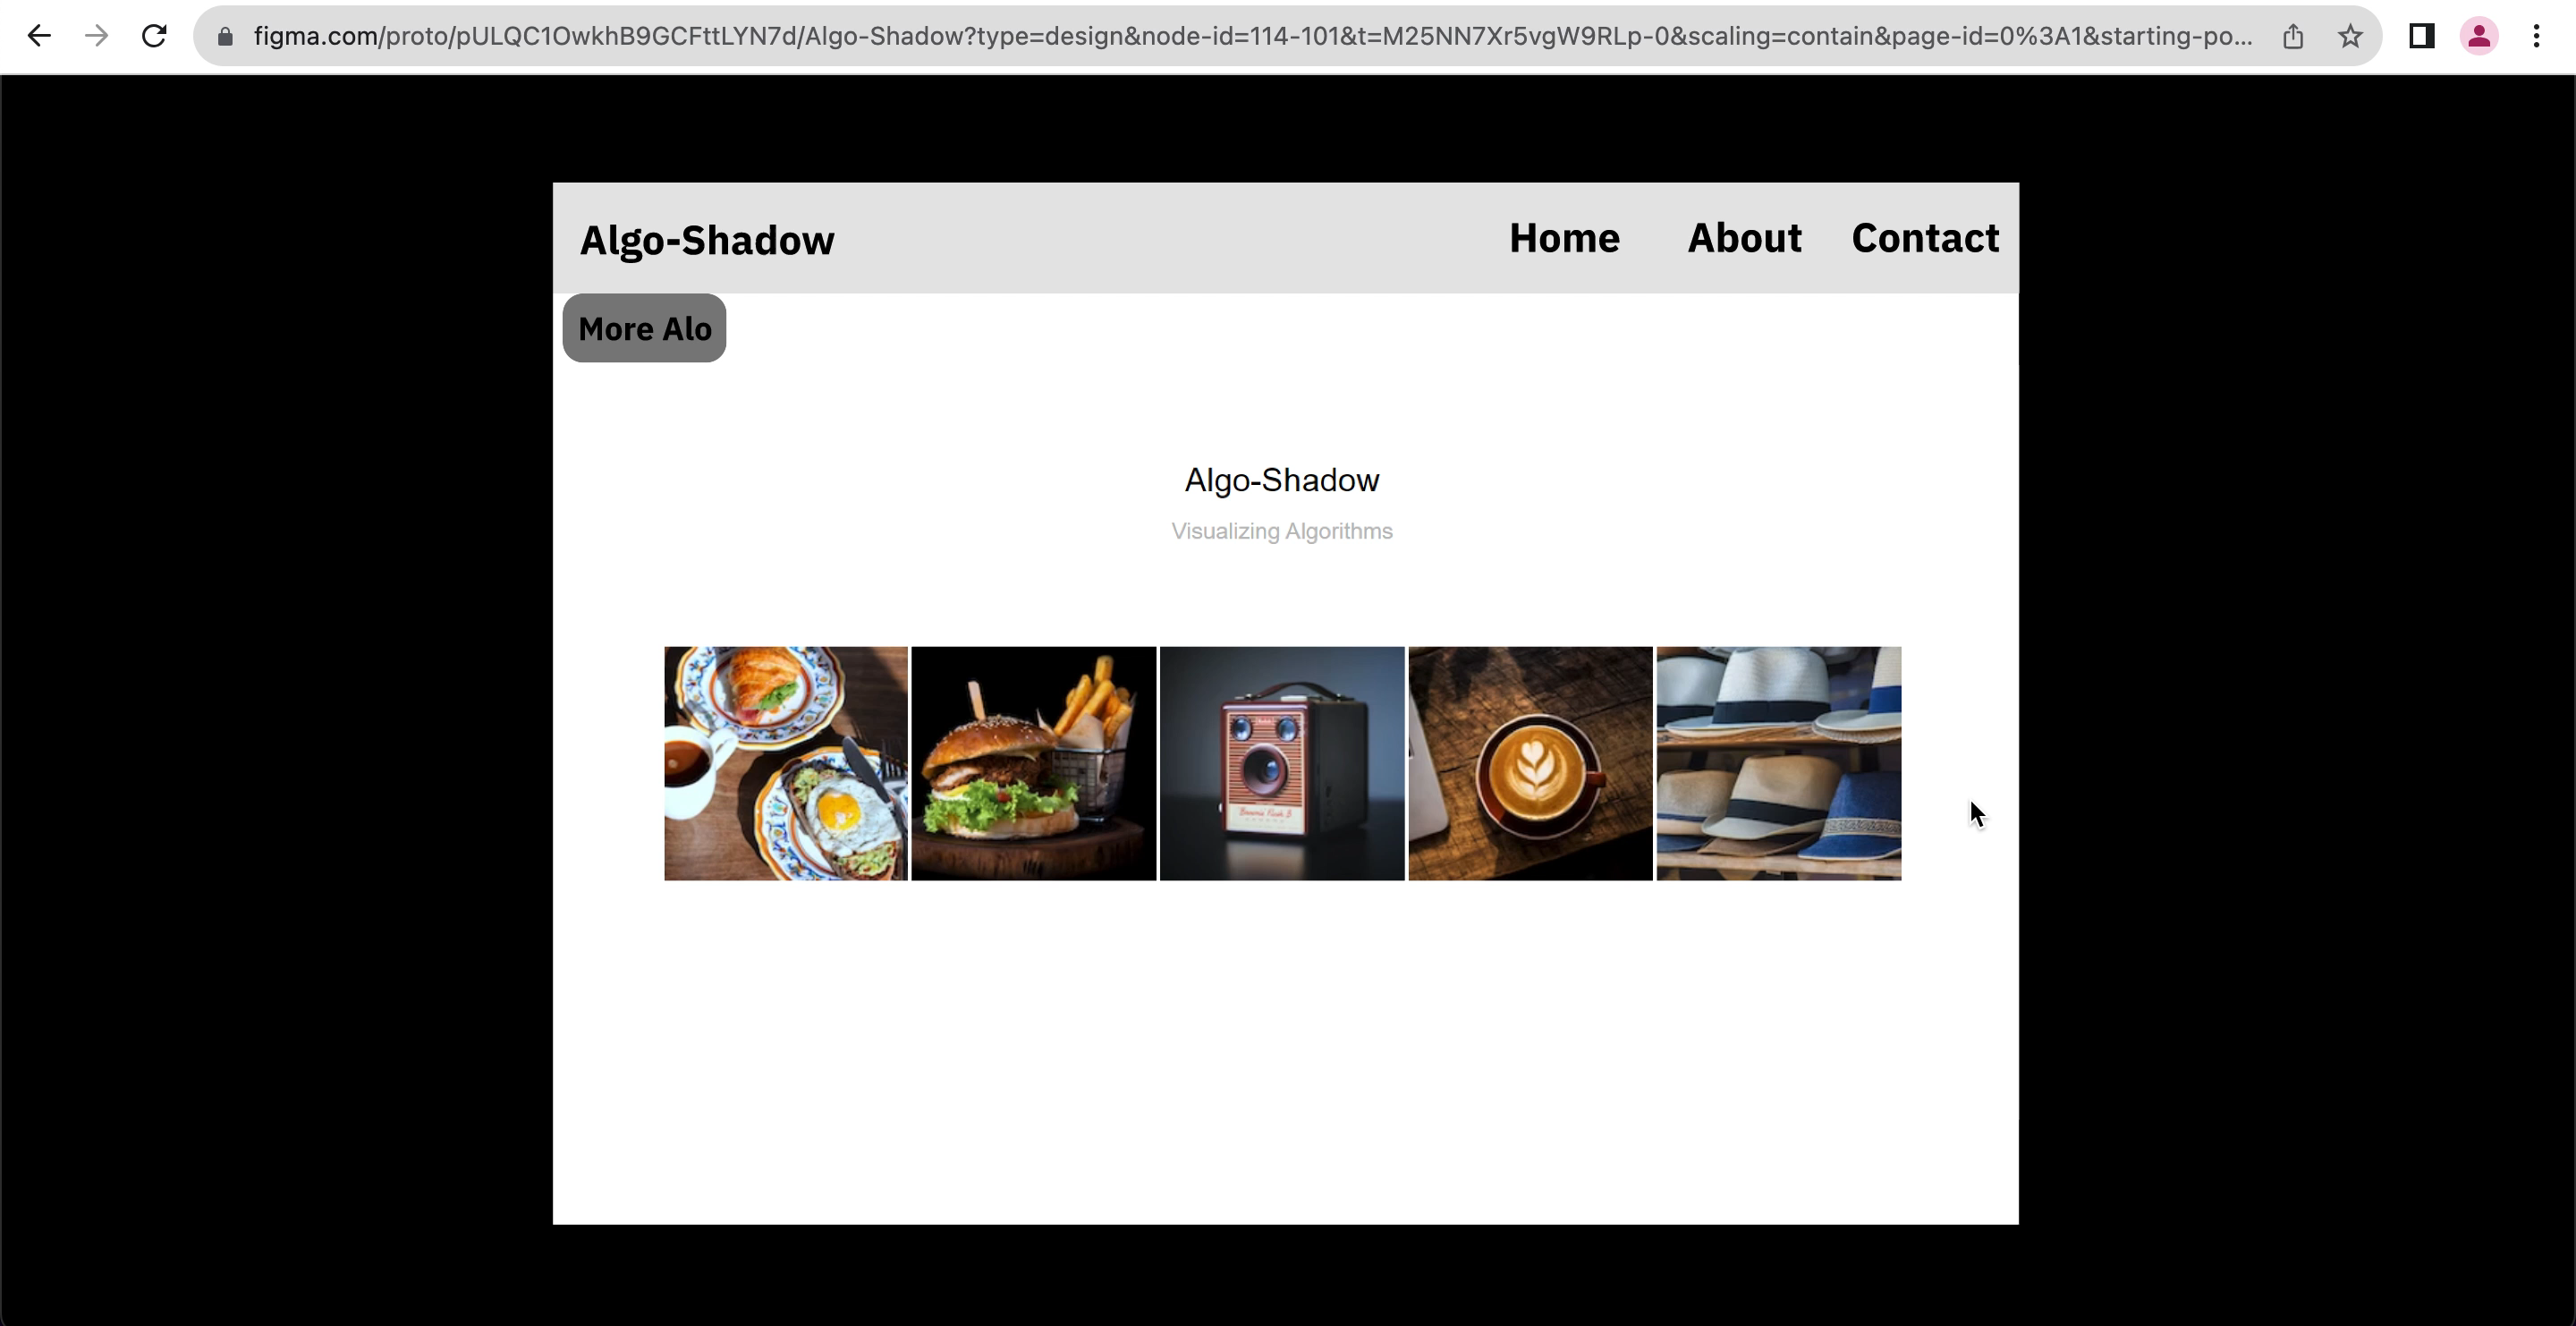 figma.com/proto/pULQC1OwkhB9GCFttLYN7d/Algo-Shadow?type=design&node-id=114-101&t=M25NN7Xr5vgW9RLp-0&scaling=contain&page-id=0%3A1&starting-po...
Algo-Shadow Home About Contact
More Alo
Algo-Shadow
Visualizing Algorithms